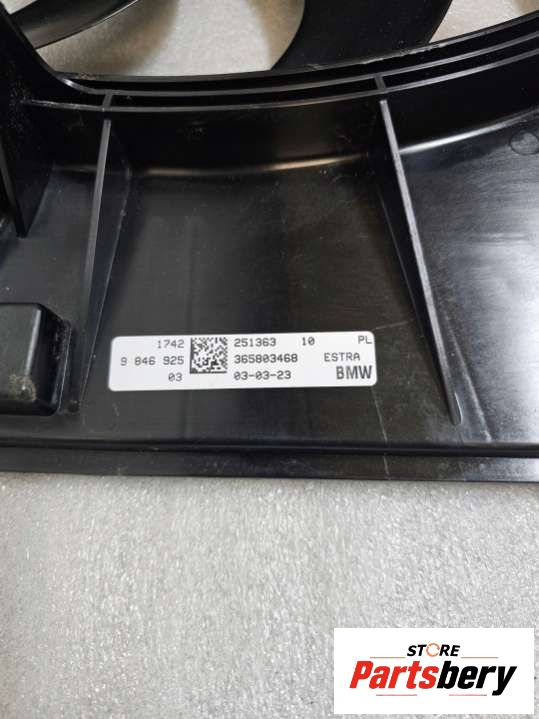 1742 251363 10 PL
9 846 925 365803468 ESTRA
03 03-03-23 BMW
STORE
Partsbery